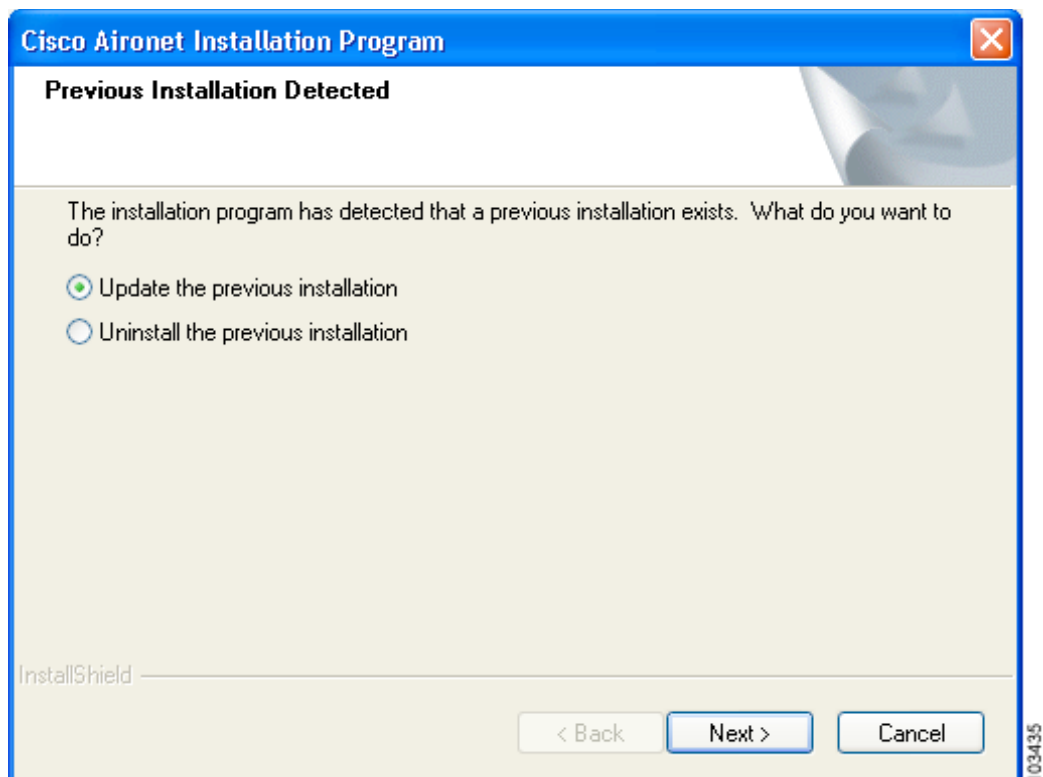 Cisco Aironet Installation Program
Previous Installation Detected
The installation program has detected that a previous installation exists. What do you want to
do?
Update the previous installation
Uninstall the previous installation
InstallShield
< Back
Next >
Cancel
103435